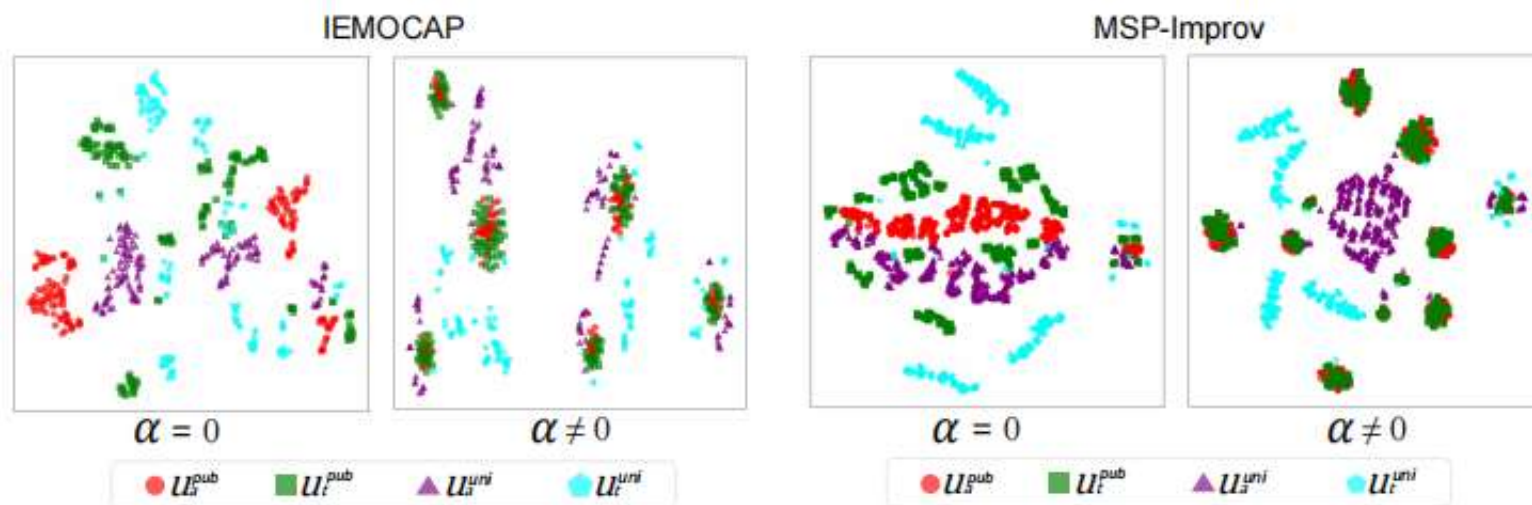 IEMOCAP
MSP-Improv
α = 0
α ≠ 0
α = 0
α ≠ 0
u_a^pub u_t^pub u_a^uni u_t^uni
u_a^pub u_t^pub u_a^uni u_t^uni